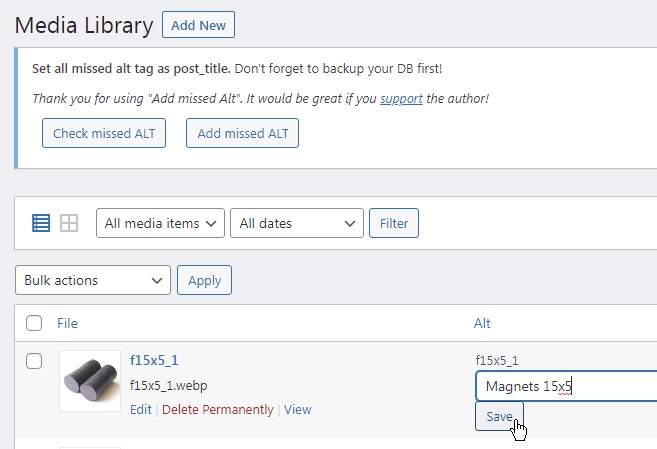 Media Library Add New
Set all missed alt tag as post_title. Don't forget to backup your DB first!
Thank you for using "Add missed Alt". It would be great if you support the author!
Check missed ALT Add missed ALT
All media items All dates Filter
Bulk actions Apply
File Alt
f15x5_1 f15x5_1
f15x5_1.webp Magnets 15x5
Edit | Delete Permanently | View Save